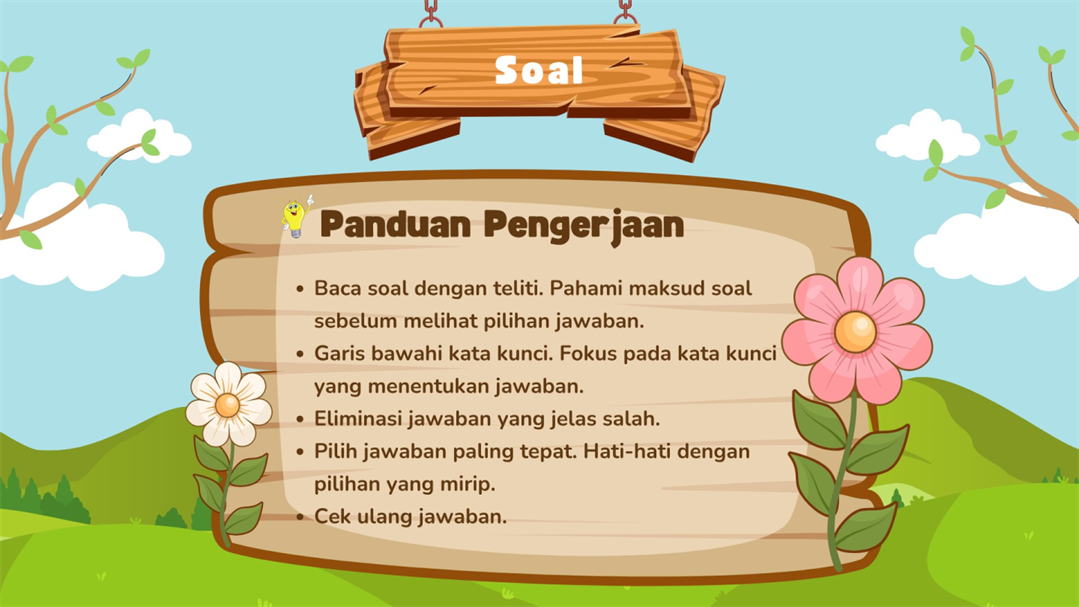 Soal
Panduan Pengerjaan
• Baca soal dengan teliti. Pahami maksud soal
sebelum melihat pilihan jawaban.
• Garis bawahi kata kunci. Fokus pada kata kunci
yang menentukan jawaban.
• Eliminasi jawaban yang jelas salah.
• Pilih jawaban paling tepat. Hati-hati dengan
pilihan yang mirip.
• Cek ulang jawaban.